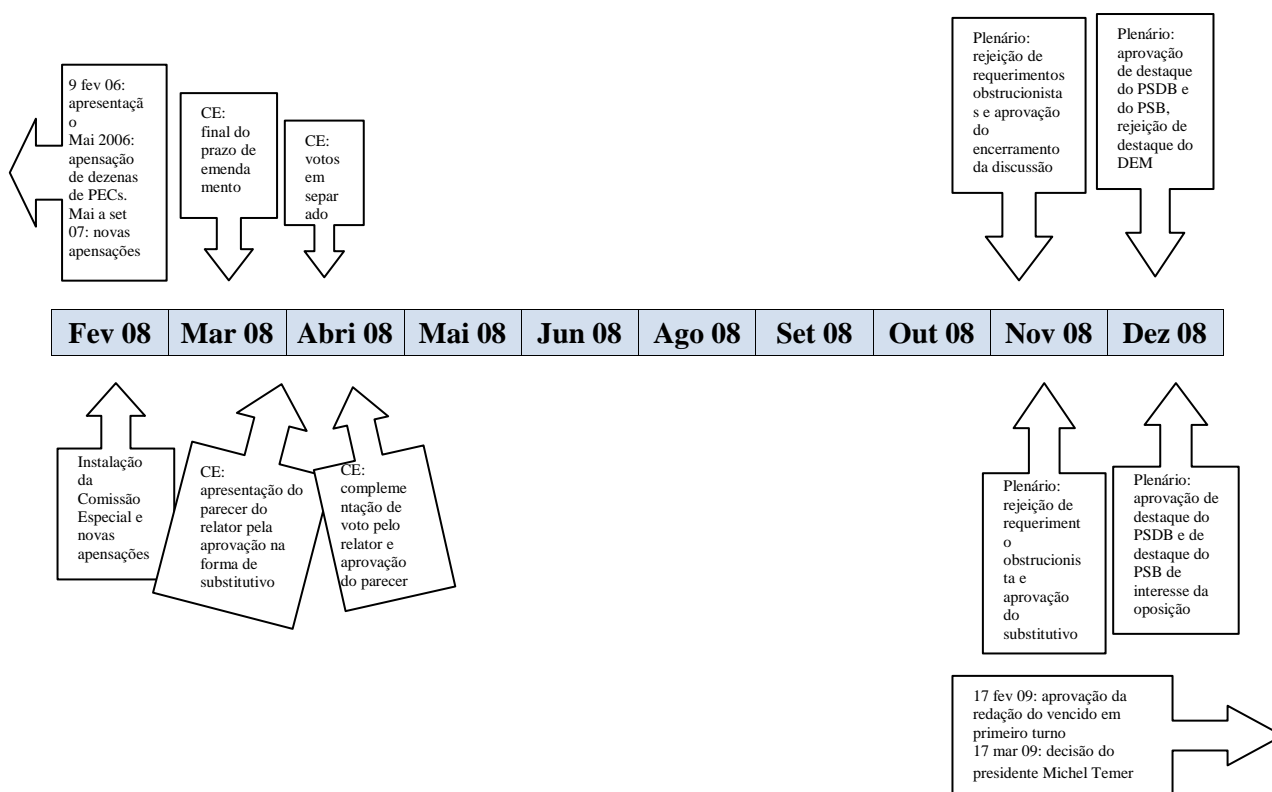 9 fev 06:
apresentaçã
o
Mai 2006:
apensação
de dezenas
de PECs.
Mai a set
07: novas
apensações
CE:
final do
prazo de
emenda
mento
CE:
votos
em
separ
ado
Plenário:
rejeição de
requerimentos
obstrucionista
s e aprovação
do
encerramento
da discussão
Plenário:
aprovação
de destaque
do PSDB e
do PSB,
rejeição de
destaque do
DEM
Fev 08 Mar 08 Abri 08 Mai 08 Jun 08 Ago 08 Set 08 Out 08 Nov 08 Dez 08
Instalação
da
Comissão
Especial e
novas
apensações
CE:
apresentação do
parecer do
relator pela
aprovação na
forma de
substitutivo
CE:
compleme
ntação de
voto pelo
relator e
aprovação
do parecer
Plenário:
rejeição de
requeriment
o
obstrucionis
ta e
aprovação
do
substitutivo
Plenário:
aprovação de
destaque do
PSDB e de
destaque do
PSB de
interesse da
oposição
17 fev 09: aprovação da
redação do vencido em
primeiro turno
17 mar 09: decisão do
presidente Michel Temer